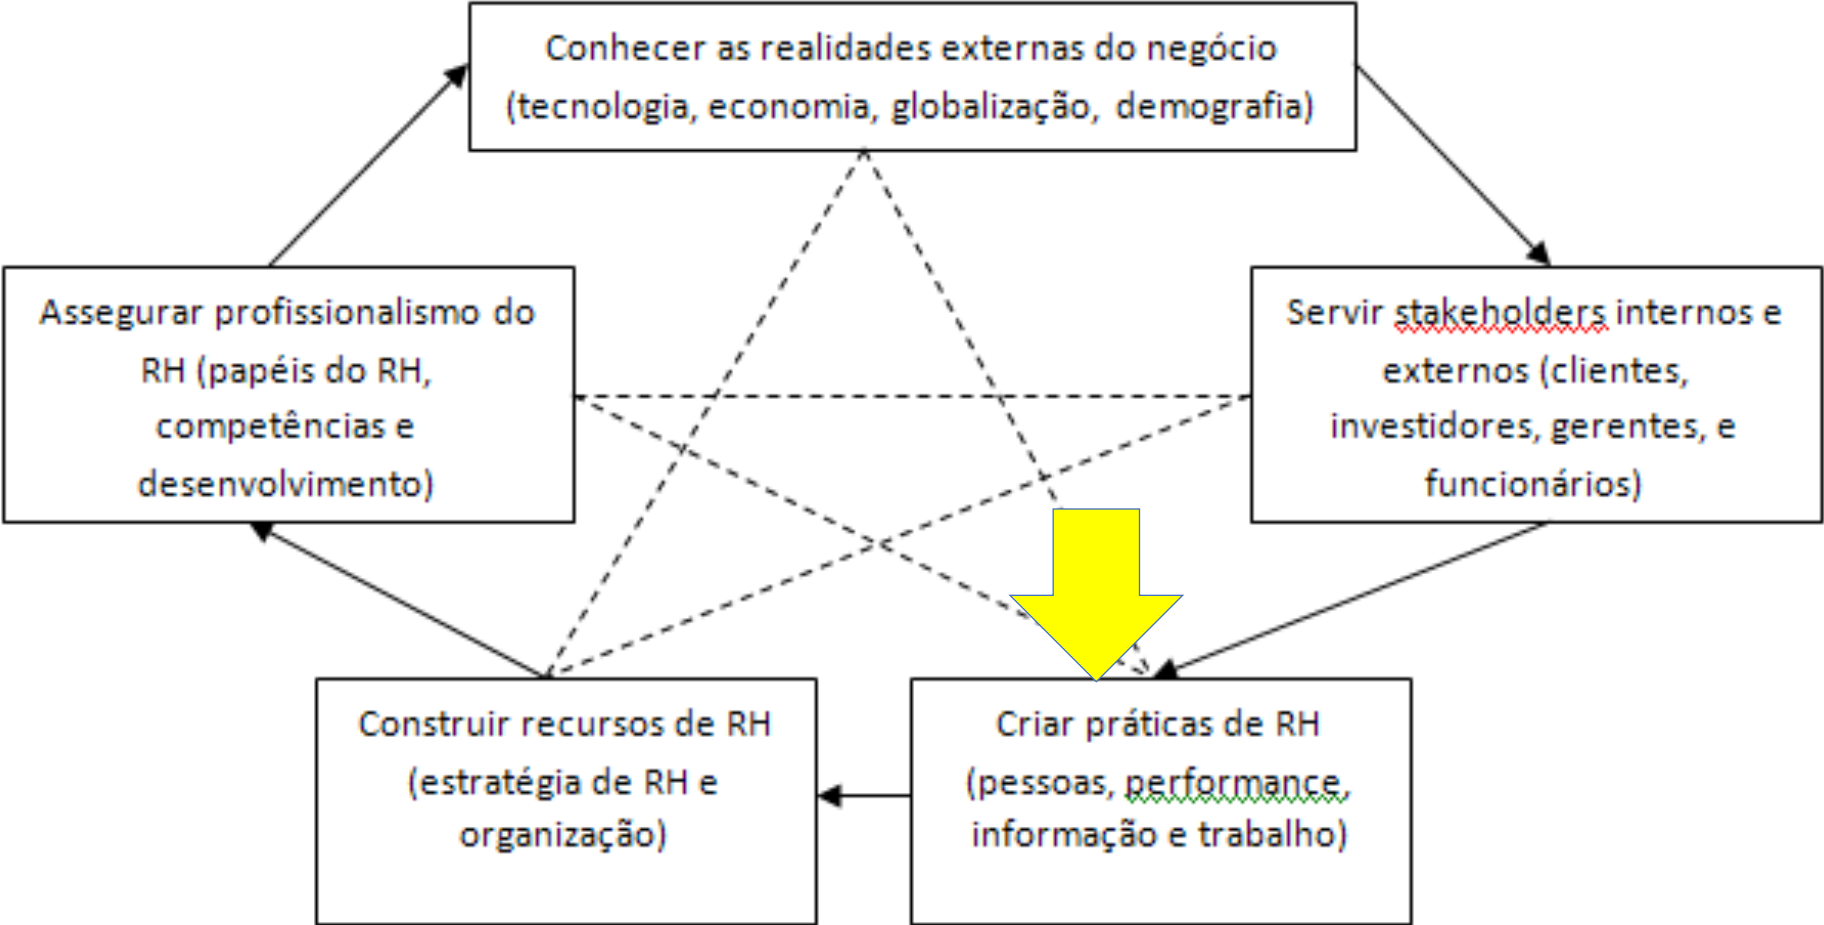 Conhecer as realidades externas do negócio
(tecnologia, economia, globalização, demografia)
Assegurar profissionalismo do
RH (papéis do RH,
competências e
desenvolvimento)
Servir stakeholders internos e
externos (clientes,
investidores, gerentes, e
funcionários)
Construir recursos de RH
(estratégia de RH e
organização)
Criar práticas de RH
(pessoas, performance,
informação e trabalho)